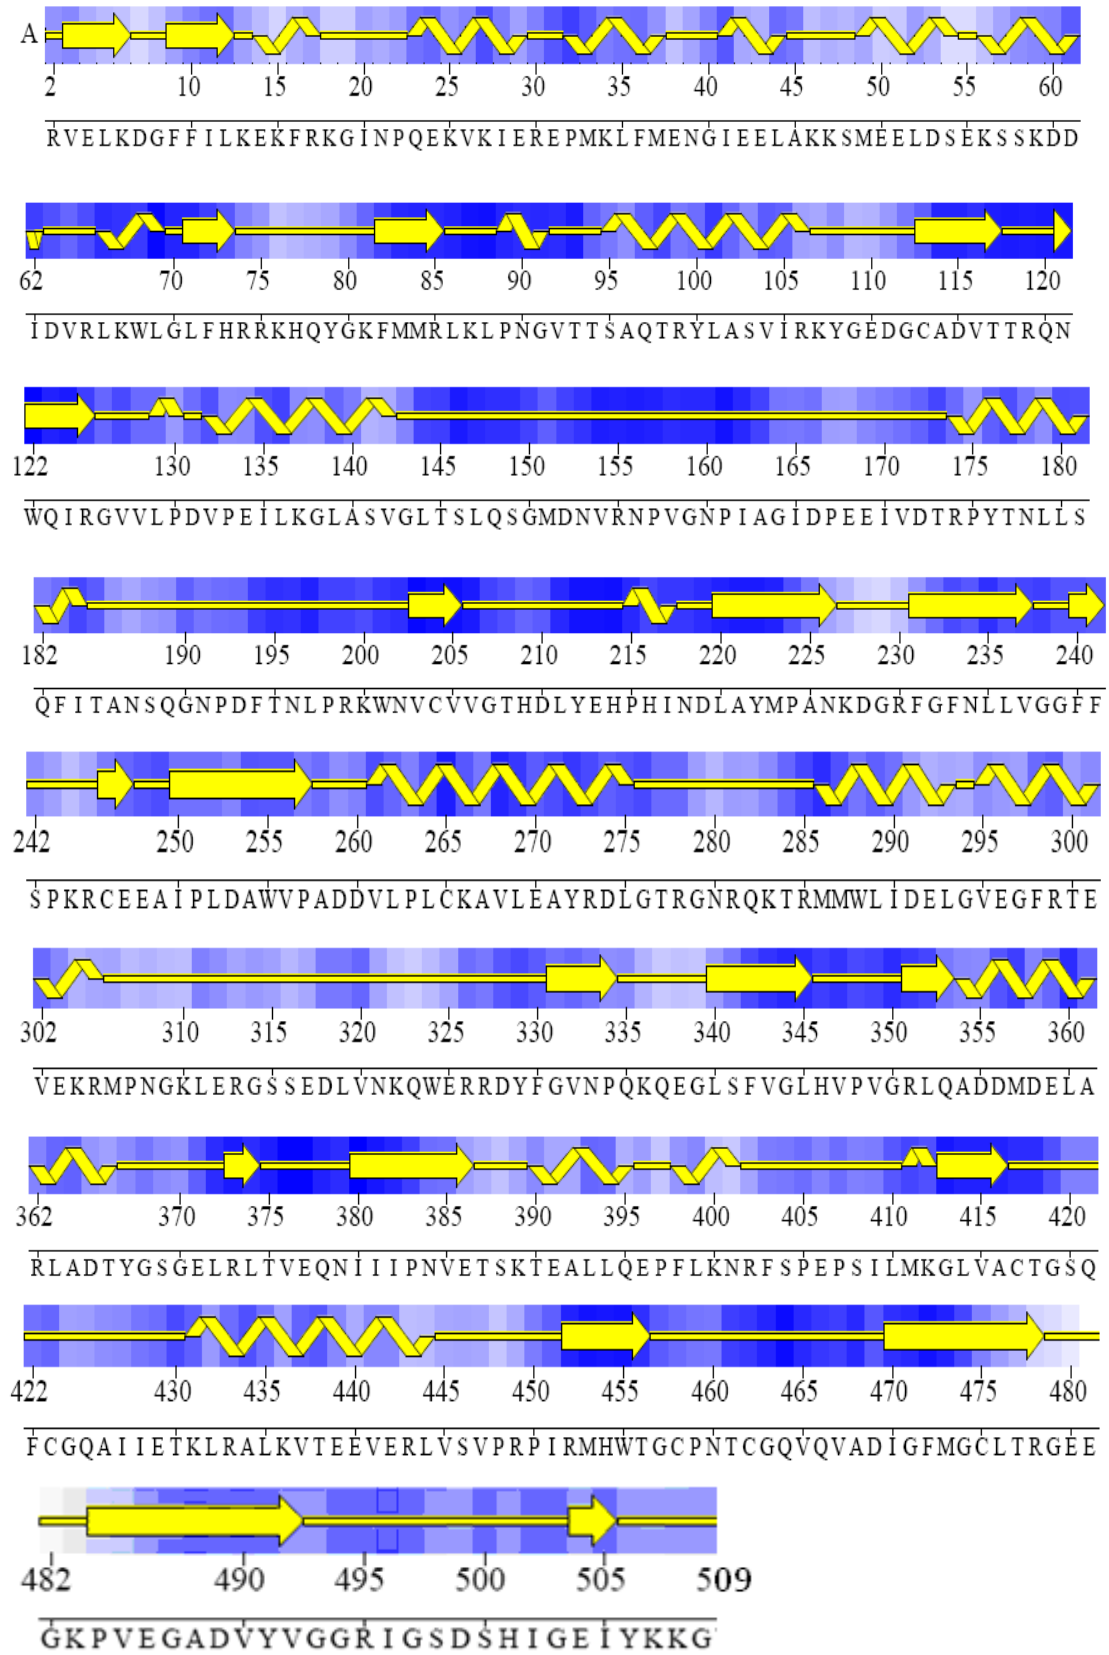 A
2 10 15 20 25 30 35 40 45 50 55 60
RVELKDGFFILKEKFRKGINPQEKVKIEREPMKLFMENGIEELAKKSMEELDSEKSSKDD
62 70 75 80 85 90 95 100 105 110 115 120
IDVRLKWLGLFHRRKHQYGKFMMRLKLPNGVTTSAQTRYLASVIRKYGEDGCADVTTRQN
122 130 135 140 145 150 155 160 165 170 175 180
WQIRGVVLPDVPEILKGLASVGLTSLQSGMDNVRNPVGNPIAGIDPEEIVDTRPYTNLLS
182 190 195 200 205 210 215 220 225 230 235 240
QFITANSQGNPDFTNLPRKWNVCVVGTHDLYEHPHINDLAYMPANKDGRFGFNLLVGGFF
242 250 255 260 265 270 275 280 285 290 295 300
SPKRCEEAIPLDAWVPADDVLPLCKAVLEAYRDLGTRGNRQKTRMMWLIDELGVEGFRTE
302 310 315 320 325 330 335 340 345 350 355 360
VEKRMPNGKLERGSSEDLVNKQWERRDYFGVNPQKQEGLSFVGLHVPVGRLQADDMDELA
362 370 375 380 385 390 395 400 405 410 415 420
RLADTYGSGELRLTVEQNIIIPNVETSKTEALLQEPFLKNRFSPEPSILMKGLVACTGSQ
422 430 435 440 445 450 455 460 465 470 475 480
FCGQAIIETKLRALKVTEEVERLVSVPRPIRMHWTGCPNTCGQVQVADIGFMGCLTRGEE
482 490 495 500 505 509
GKPVEGADVYVGGRIGSDSHIGEIYKKG